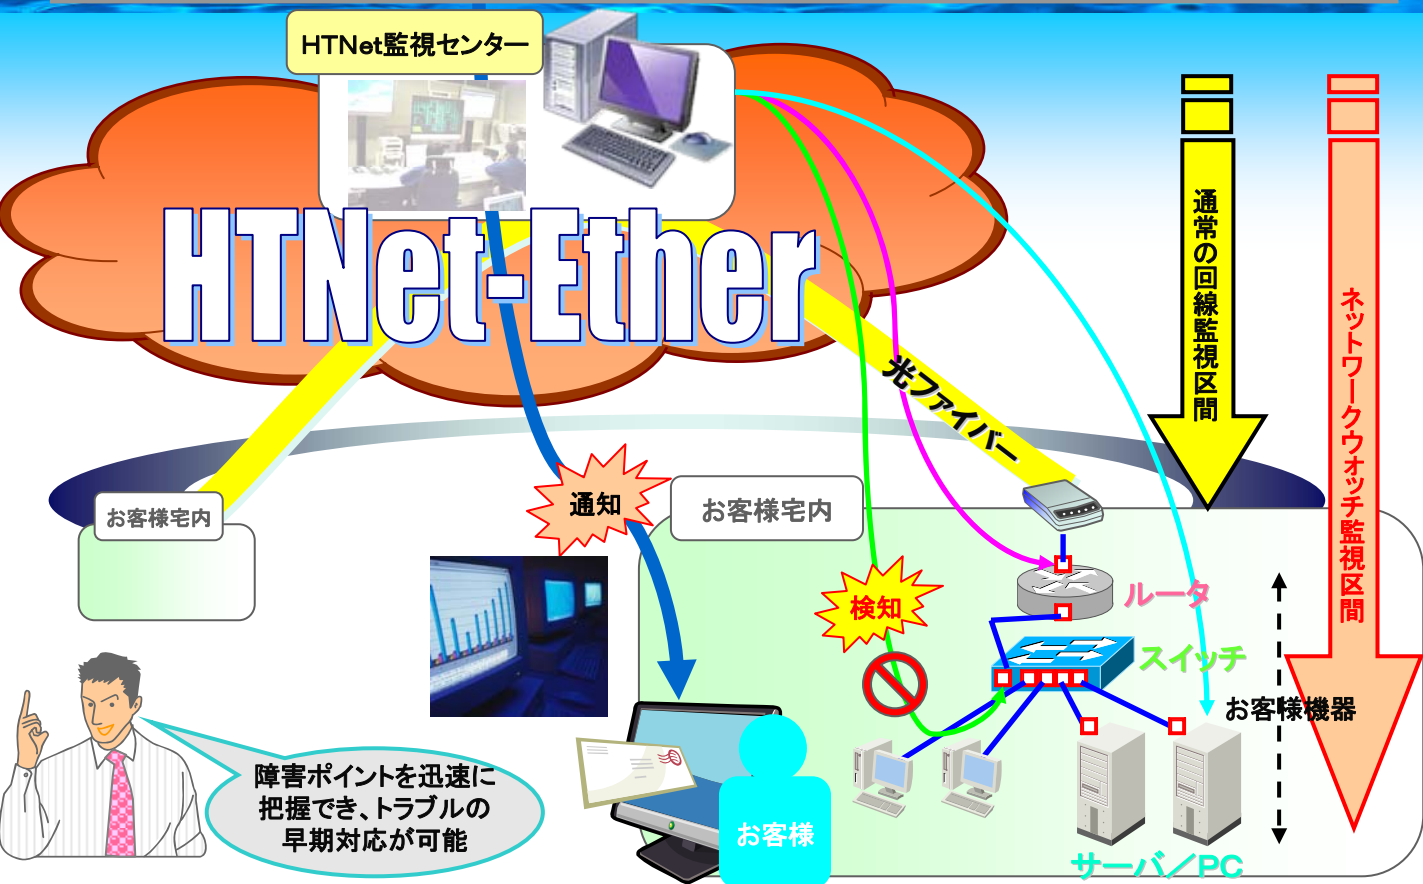 HTNet監視センター
HTNet-Ether
通常の回線監視区間
ネットワークウオッチ監視区間
光ファイバー
お客様宅内
通知
お客様宅内
検知
ルータ
スイッチ
お客様機器
障害ポイントを迅速に
把握でき、トラブルの
早期対応が可能
お客様
サーバ／PC